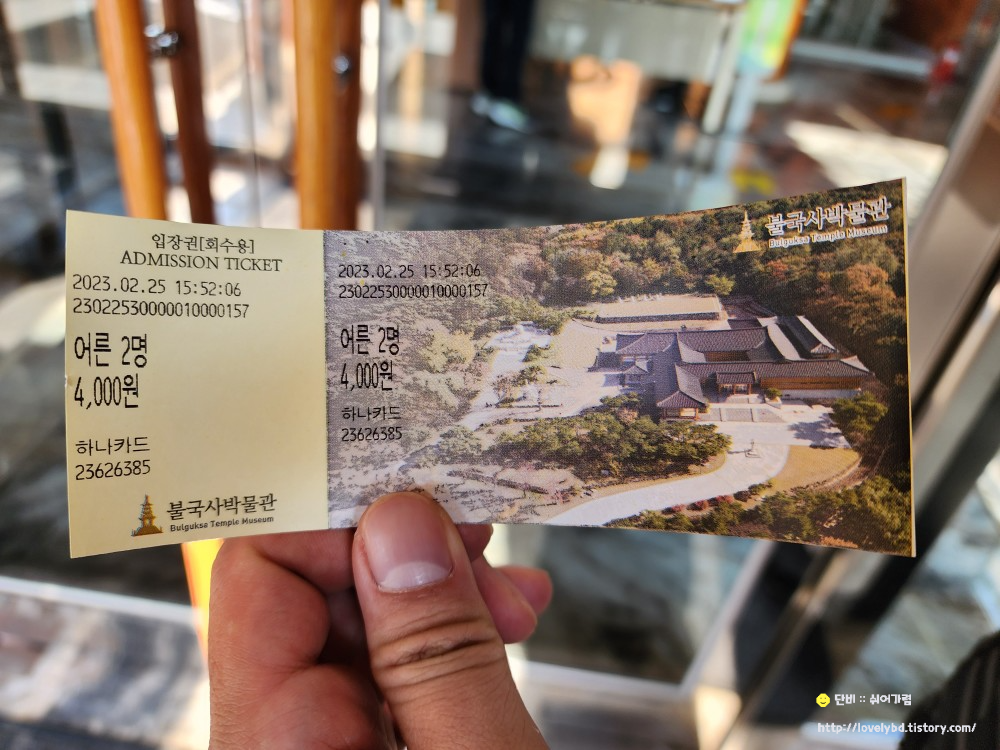 입장권[회수용]
ADMISSION TICKET
2023.02.25 15:52:06
23022530000010000157
어른 2명
4,000원
하나카드
23626385
불국사박물관
Bulguksa Temple Museum
2023.02.25 15:52:06
23022530000010000157
어른 2명
4,000원
하나카드
23626385
불국사박물관
Bulguksa Temple Museum
단비 :: 쉬어가렴
http://lovelybd.tistory.com/